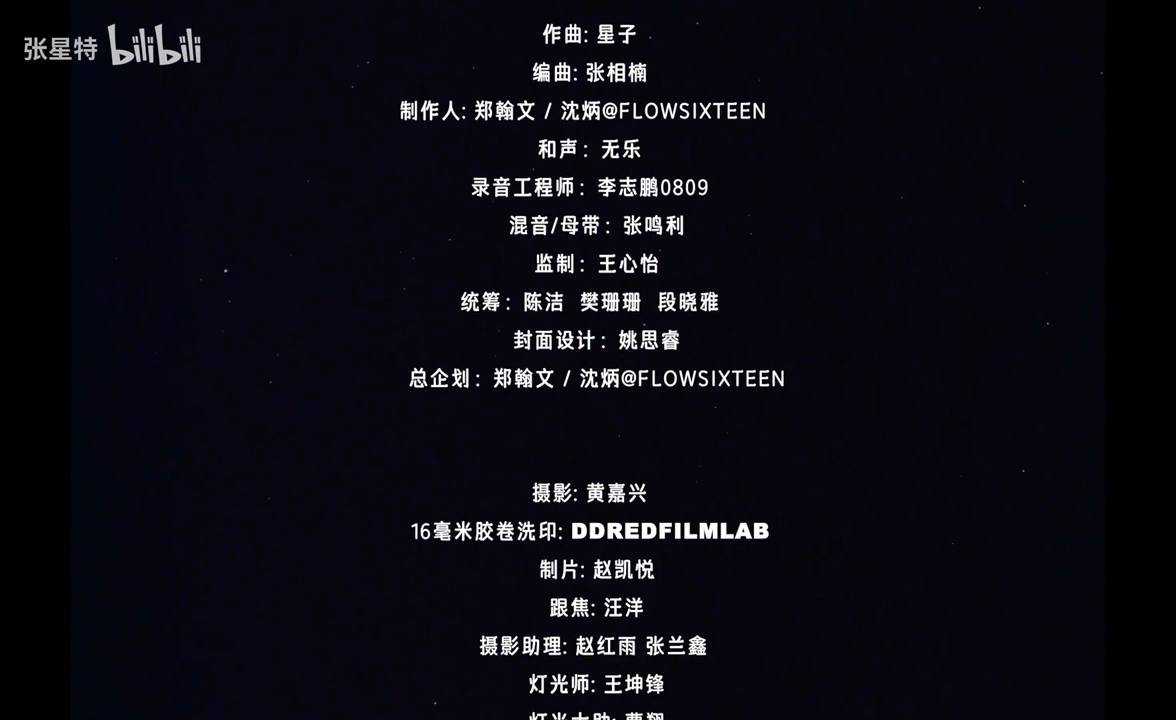 张星特 bilibili
作曲: 星子
编曲: 张相楠
制作人: 郑翰文 / 沈炳@FLOWSIXTEEN
和声: 无乐
录音工程师: 李志鹏0809
混音/母带: 张鸣利
监制: 王心怡
统筹: 陈洁 樊珊珊 段晓雅
封面设计: 姚思睿
总企划: 郑翰文 / 沈炳@FLOWSIXTEEN
摄影: 黄嘉兴
16毫米胶卷洗印: DDREDFILMLAB
制片: 赵凯悦
跟焦: 汪洋
摄影助理: 赵红雨 张兰鑫
灯光师: 王坤锋